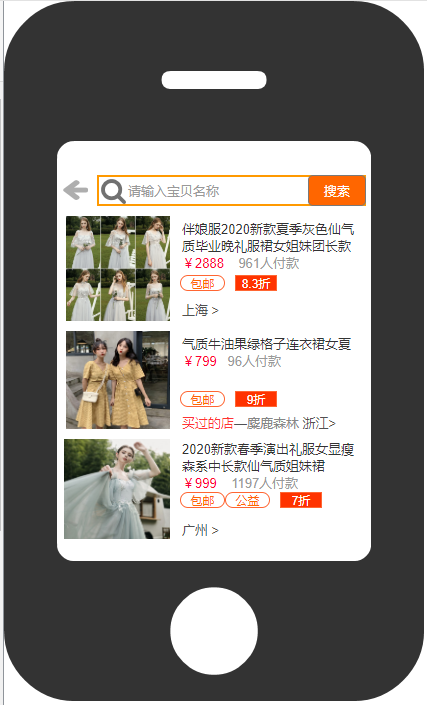 请输入宝贝名称 搜索
伴娘服2020新款夏季灰色仙气
质毕业晚礼服裙女姐妹团长款
￥2888 961人付款
包邮 8.3折
上海 >
气质牛油果绿格子连衣裙女夏
￥799 96人付款
包邮 9折
买过的店—麋鹿森林 浙江>
2020新款春季演出礼服女显瘦
森系中长款仙气质姐妹裙
￥999 1197人付款
包邮 公益 7折
广州 >